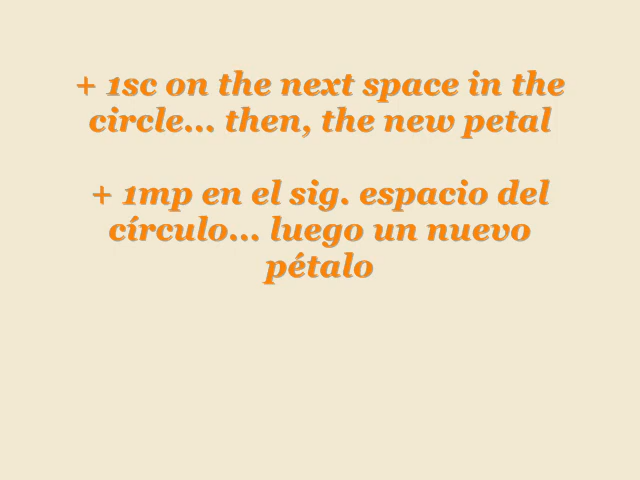 + 1sc on the next space in the
circle... then, the new petal
+ 1mp en el sig. espacio del
círculo... luego un nuevo
pétalo